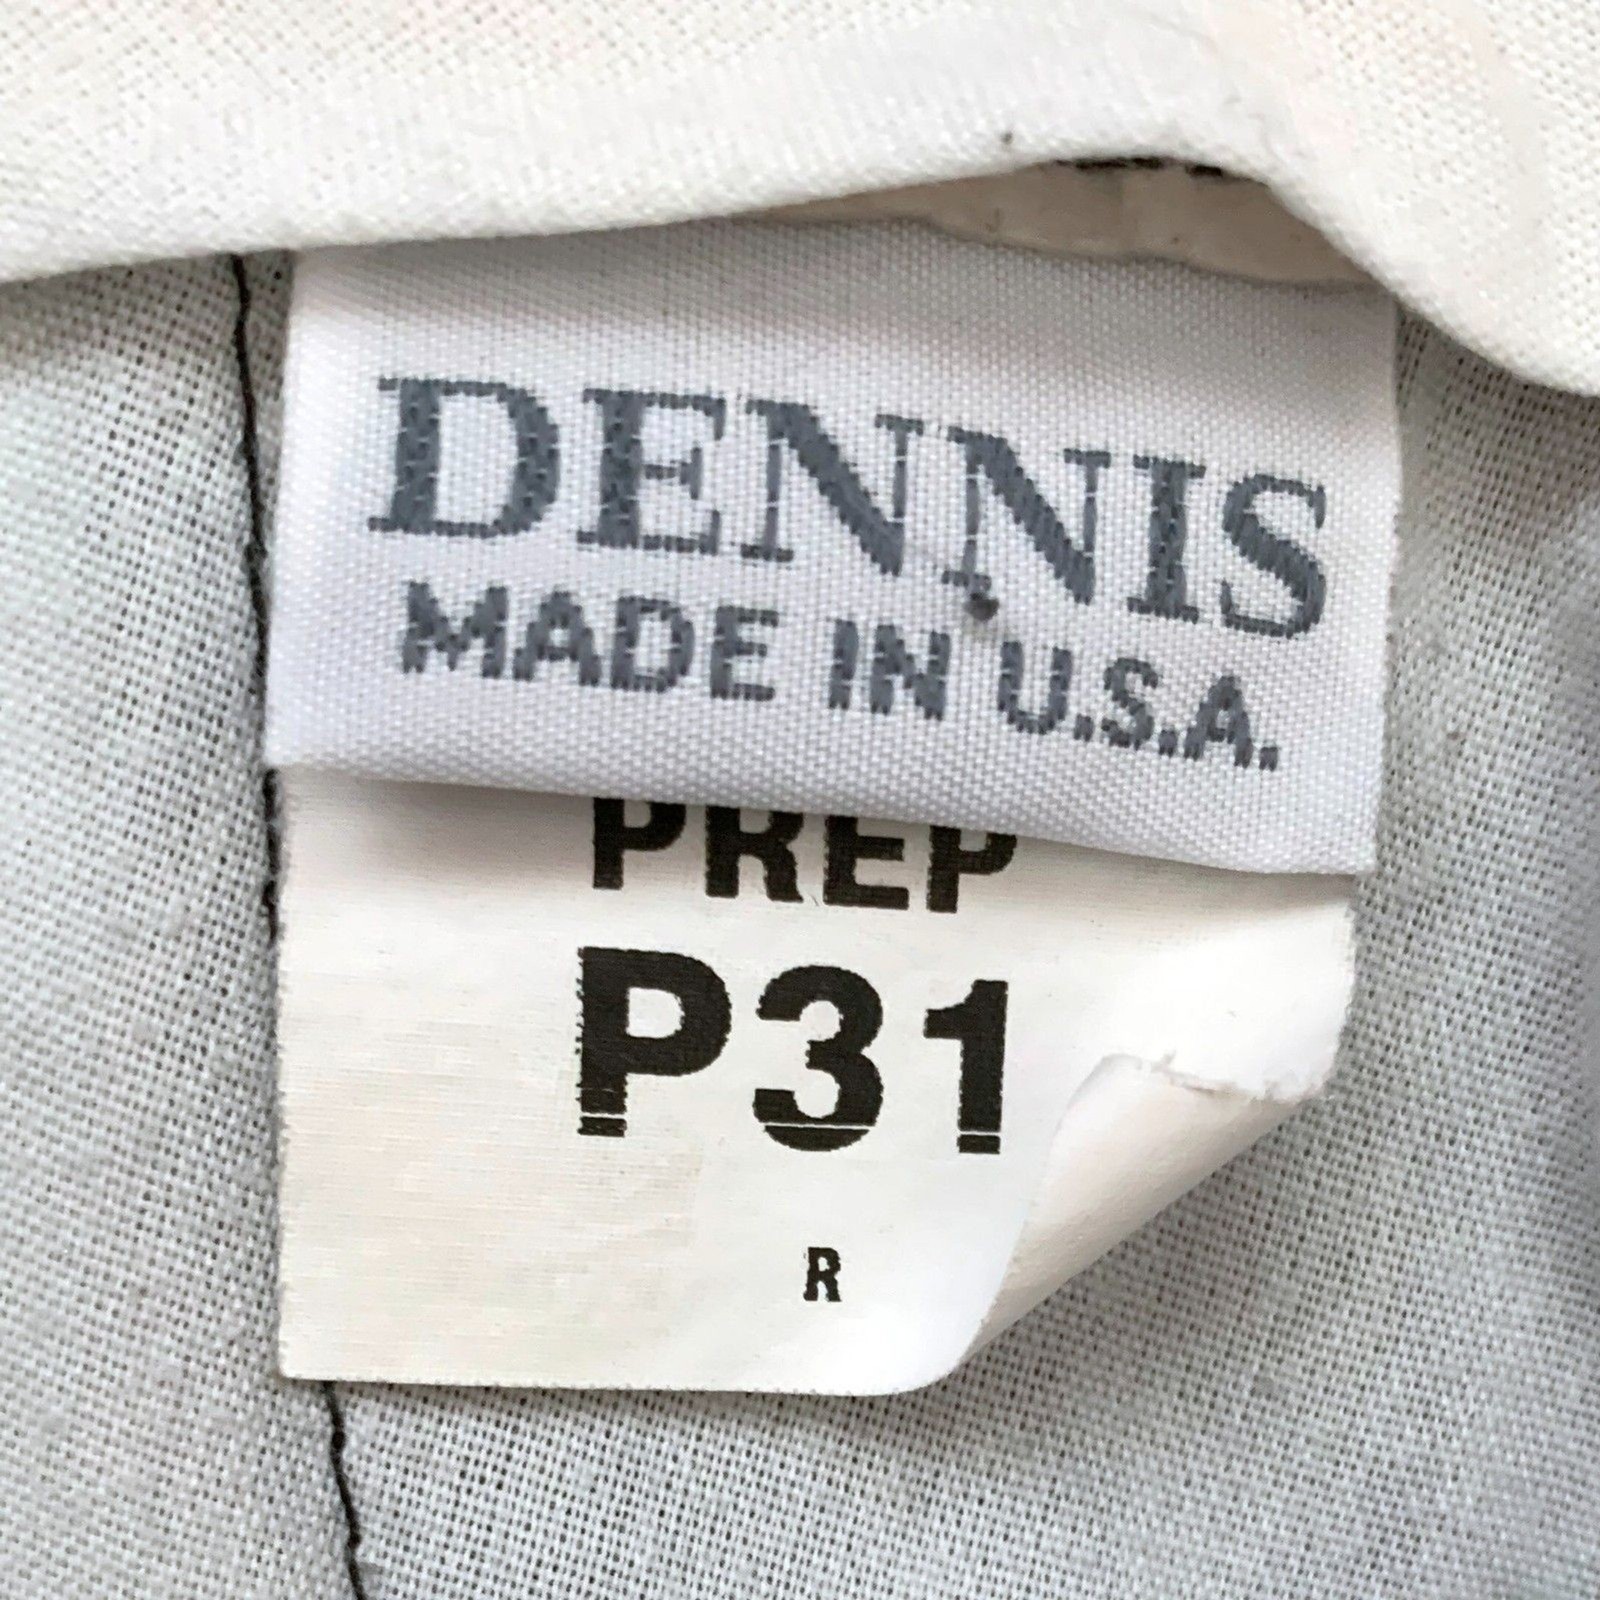 DENNIS
MADE IN U.S.A.
PREP
P31
R